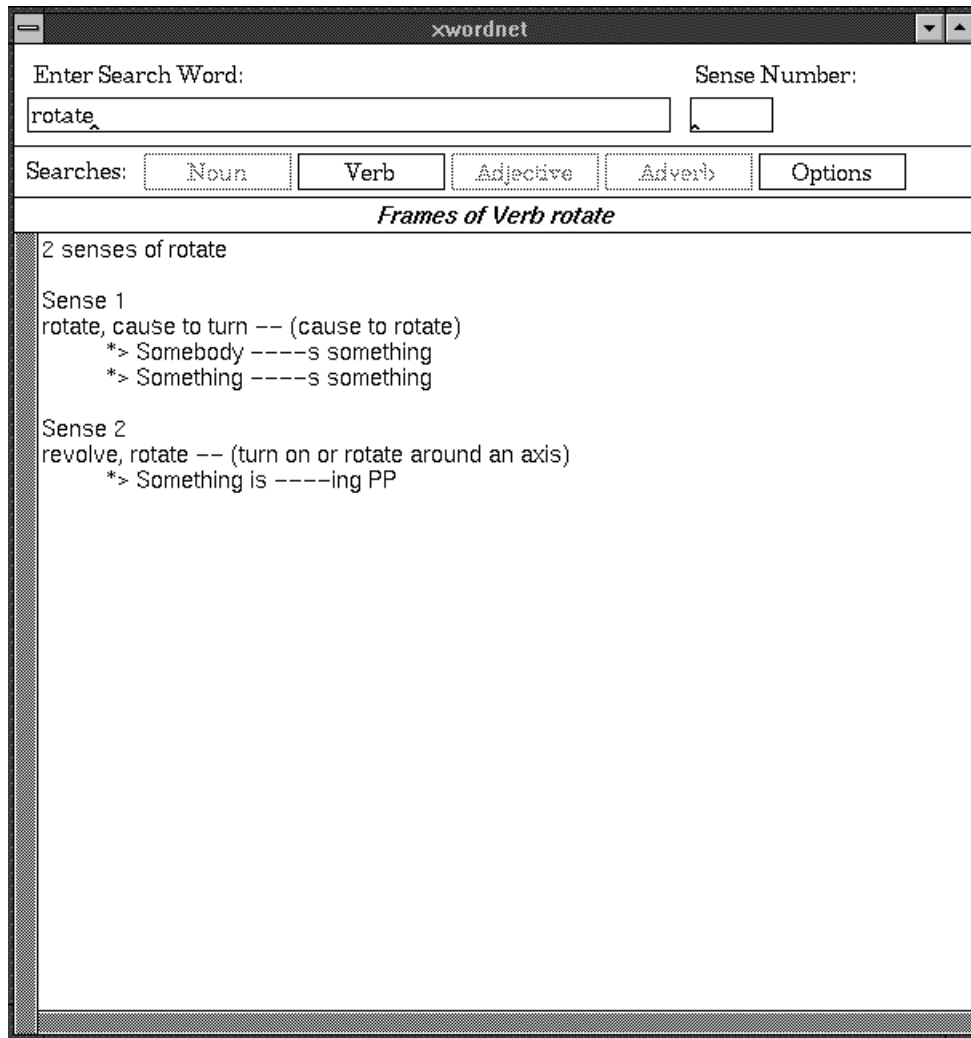 xwordnet
Enter Search Word: Sense Number:
rotate
Searches: Noun Verb Adjective Adverb Options
Frames of Verb rotate
2 senses of rotate
Sense 1
rotate, cause to turn -- (cause to rotate)
*> Somebody ----s something
*> Something ----s something
Sense 2
revolve, rotate -- (turn on or rotate around an axis)
*> Something is ----ing PP